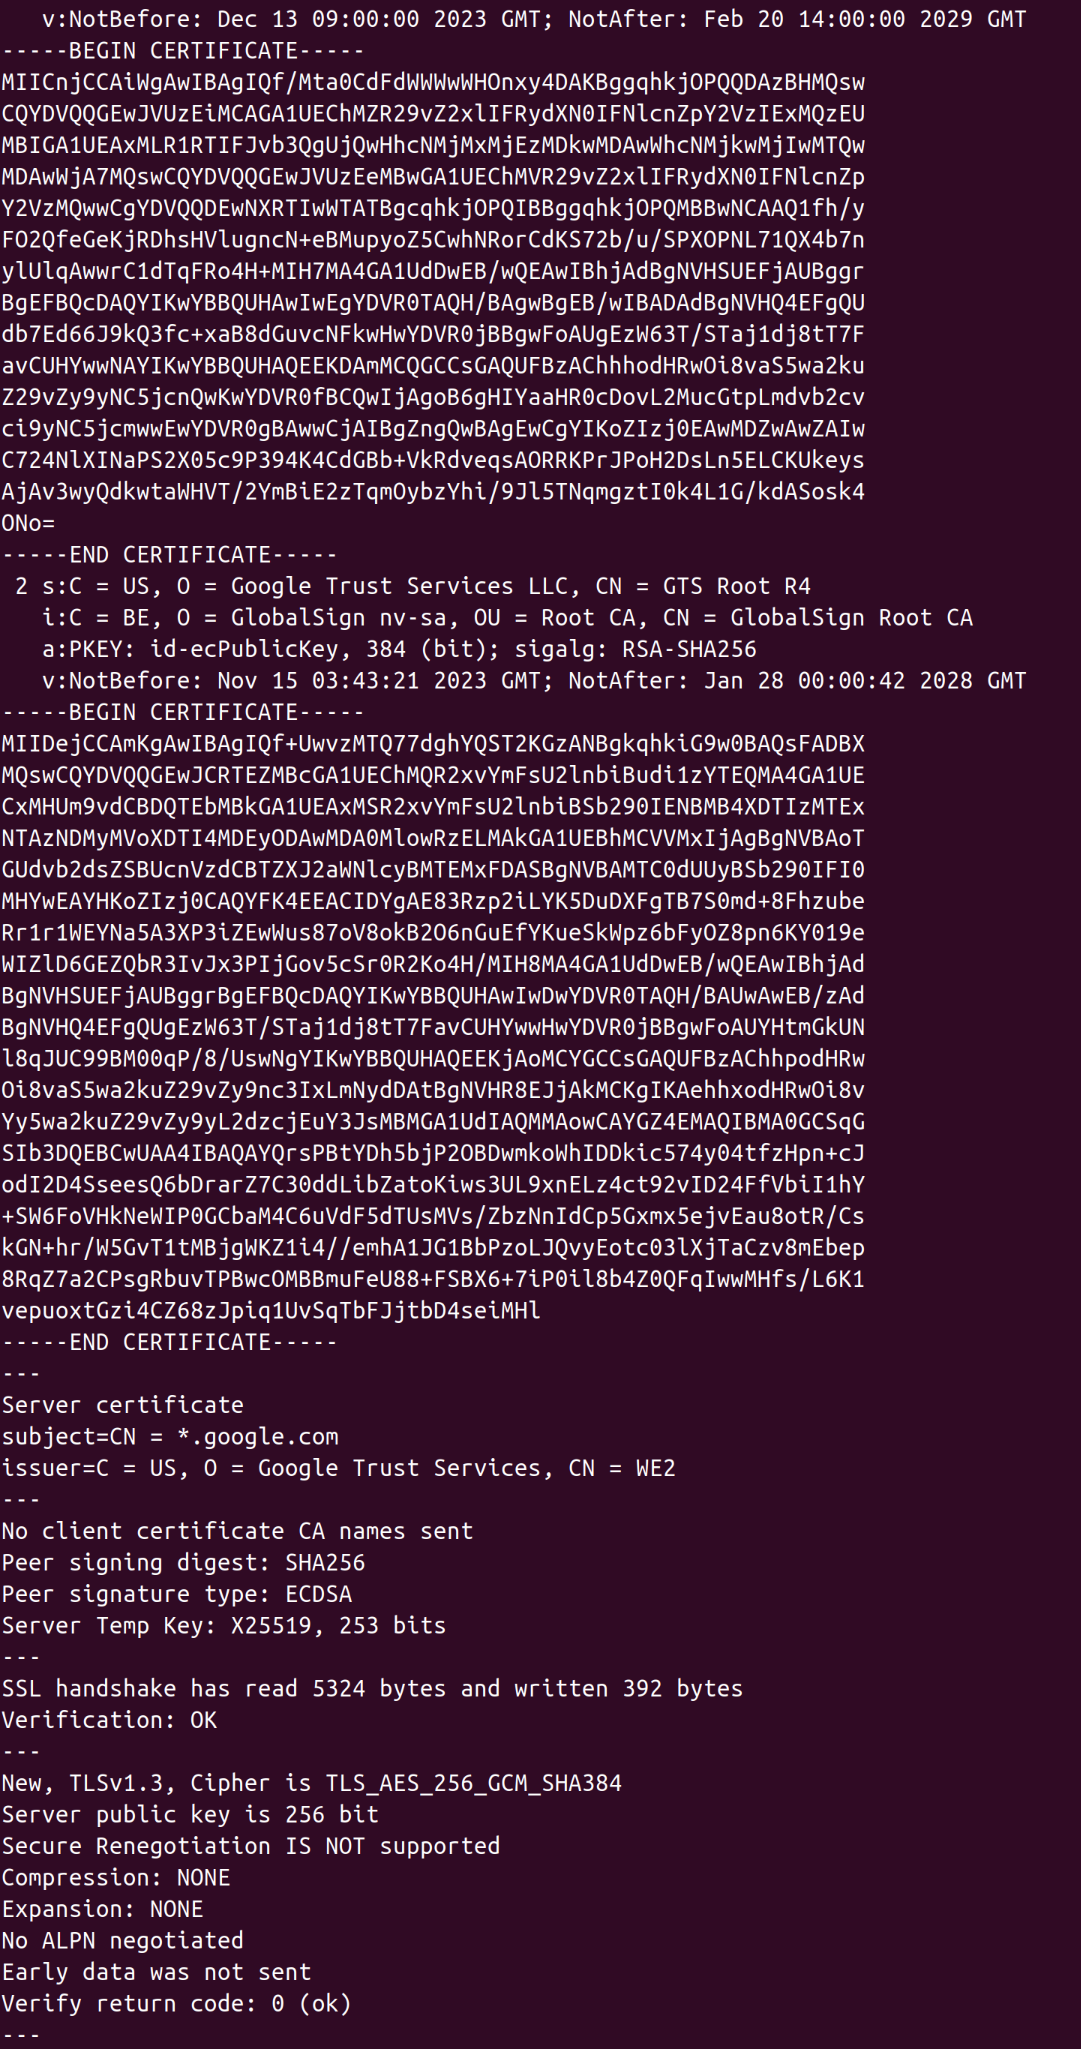 v:NotBefore: Dec 13 09:00:00 2023 GMT; NotAfter: Feb 20 14:00:00 2029 GMT
-----BEGIN CERTIFICATE-----
MIICnjCCAiWgAwIBAgIQf/Mta0CdFdWWWwWHOnxy4DAKBggqhkjOPQQDAzBHMQsw
CQYDVQQGEwJVUzEiMCAGA1UEChMZR29vZ2xlIFRydXN0IFNlcnZpY2VzIExMQzEU
MBIGA1UEAxMLR1RTIFJvb3QgUjQwHhcNMjMxMjEzMDkwMDAwWhcNMjkwMjIwMTQw
MDAwWjA7MQswCQYDVQQGEwJVUzEeMBwGA1UEChMVR29vZ2xlIFRydXN0IFNlcnZp
Y2VzMQwwCgYDVQQDEwNXRTIwWTATBgcqhkjOPQIBBggqhkjOPQMBBwNCAAQ1fh/y
FO2QfeGeKjRDhsHVlugncN+eBMupyoZ5CwhNRorCdKS72b/u/SPXOPNL71QX4b7n
ylUlqAwwrC1dTqFRo4H+MIH7MA4GA1UdDwEB/wQEAwIBhjAdBgNVHSUEFjAUBggr
BgEFBQcDAQYIKwYBBQUHAwIwEgYDVR0TAQH/BAgwBgEB/wIBADAdBgNVHQ4EFgQU
db7Ed66J9kQ3fc+xaB8dGuvcNFkwHwYDVR0jBBgwFoAUgEzW63T/STaj1dj8tT7F
avCUHYwwNAYIKwYBBQUHAQEEKDAmMCQGCCsGAQUFBzAChhhodHRwOi8vaS5wa2ku
Z29vZy9yNC5jcnQwKwYDVR0fBCQwIjAgoB6gHIYaaHR0cDovL2MucGtpLmdvb2cv
ci9yNC5jcmwwEwYDVR0gBAwwCjAIBgZngQwBAgEwCgYIKoZIzj0EAwMDZwAwZAIw
C724NlXINaPS2X05c9P394K4CdGBb+VkRdveqsAORRKPrJPoH2DsLn5ELCKUkeys
AjAv3wyQdkwtaWHVT/2YmBiE2zTqmOybzYhi/9Jl5TNqmgztI0k4L1G/kdASosk4
ONo=
-----END CERTIFICATE-----
2 s:C = US, O = Google Trust Services LLC, CN = GTS Root R4
i:C = BE, O = GlobalSign nv-sa, OU = Root CA, CN = GlobalSign Root CA
a:PKEY: id-ecPublicKey, 384 (bit); sigalg: RSA-SHA256
v:NotBefore: Nov 15 03:43:21 2023 GMT; NotAfter: Jan 28 00:00:42 2028 GMT
-----BEGIN CERTIFICATE-----
MIIDejCCAmKgAwIBAgIQf+UwvzMTQ77dghYQST2KGzANBgkqhkiG9w0BAQsFADBX
MQswCQYDVQQGEwJCRTEZMBcGA1UEChMQR2xvYmFsU2lnbiBudi1zYTEQMA4GA1UE
CxMHUm9vdCBDQTEbMBkGA1UEAxMSR2xvYmFsU2lnbiBSb290IENBMB4XDTIzMTEx
NTAzNDMyMVoXDTI4MDEyODAwMDA0MlowRzELMAkGA1UEBhMCVVMxIjAgBgNVBAoT
GUdvb2dsZSBUcnVzdCBTZXJ2aWNlcyBMTEMxFDASBgNVBAMTC0dUUyBSb290IFI0
MHYwEAYHKoZIzj0CAQYFK4EEACIDYgAE83Rzp2iLYK5DuDXFgTB7S0md+8Fhzube
Rr1r1WEYNa5A3XP3iZEwWus87oV8okB2O6nGuEfYKueSkWpz6bFyOZ8pn6KY019e
WIZlD6GEZQbR3IvJx3PIjGov5cSr0R2Ko4H/MIH8MA4GA1UdDwEB/wQEAwIBhjAd
BgNVHSUEFjAUBggrBgEFBQcDAQYIKwYBBQUHAwIwDwYDVR0TAQH/BAUwAwEB/zAd
BgNVHQ4EFgQUgEzW63T/STaj1dj8tT7FavCUHYwwHwYDVR0jBBgwFoAUYHtmGkUN
l8qJUC99BM00qP/8/UswNgYIKwYBBQUHAQEEKjAoMCYGCCsGAQUFBzAChhpodHRw
Oi8vaS5wa2kuZ29vZy9nc3IxLmNydDAtBgNVHR8EJjAkMCKgIKAehhxodHRwOi8v
Yy5wa2kuZ29vZy9yL2dzcjEuY3JsMBMGA1UdIAQMMAowCAYGZ4EMAQIBMA0GCSqG
SIb3DQEBCwUAA4IBAQAYQrsPBtYDh5bjP2OBDwmkoWhIDDkic574y04tfzHpn+cJ
odI2D4SseesQ6bDrarZ7C30ddLibZatoKiws3UL9xnELz4ct92vID24FfVbiI1hY
+SW6FoVHkNeWIP0GCbaM4C6uVdF5dTUsMVs/ZbzNnIdCp5Gxmx5ejvEau8otR/Cs
kGN+hr/W5GvT1tMBjgWKZ1i4//emhA1JG1BbPzoLJQvyEotc03lXjTaCzv8mEbep
8RqZ7a2CPsgRbuvTPBwcOMBBmuFeU88+FSBX6+7iP0il8b4Z0QFqIwwMHfs/L6K1
vepuoxtGzi4CZ68zJpiq1UvSqTbFJjtbD4seiMHl
-----END CERTIFICATE-----
---
Server certificate
subject=CN = *.google.com
issuer=C = US, O = Google Trust Services, CN = WE2
---
No client certificate CA names sent
Peer signing digest: SHA256
Peer signature type: ECDSA
Server Temp Key: X25519, 253 bits
---
SSL handshake has read 5324 bytes and written 392 bytes
Verification: OK
---
New, TLSv1.3, Cipher is TLS_AES_256_GCM_SHA384
Server public key is 256 bit
Secure Renegotiation IS NOT supported
Compression: NONE
Expansion: NONE
No ALPN negotiated
Early data was not sent
Verify return code: 0 (ok)
---